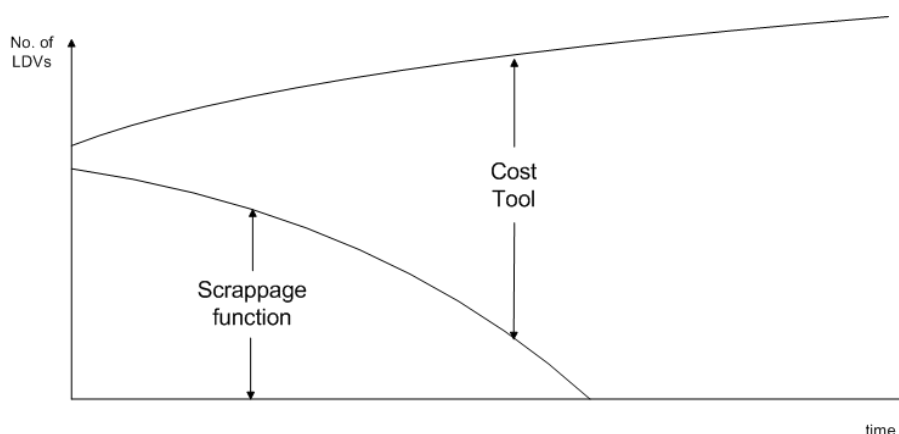 No. of
LDVs
Cost
Tool
Scrappage
function
time